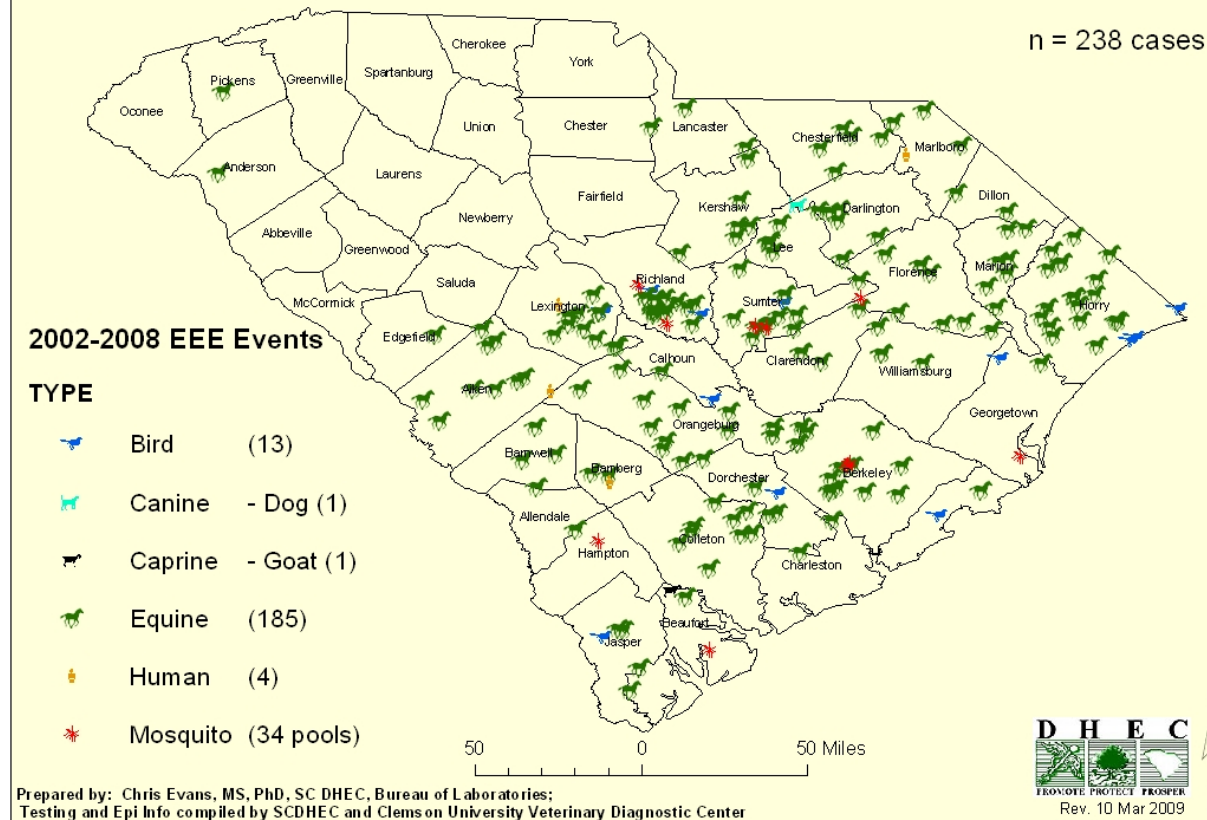 n = 238 cases
Cherokee
York
Spartanburg
Greenville
Pickens
Oconee
Union
Chester
Lancaster
Chesterfield
Marlboro
Anderson
Laurens
Fairfield
Kershaw
Darlington
Dillon
Newberry
Abbeville
Greenwood
Lee
Florence
Marion
Saluda
Richland
McCormick
Lexington
Sumter
Horry
Edgefield
Calhoun
Clarendon
Williamsburg
Aiken
Georgetown
Orangeburg
Barnwell
Bamberg
Dorchester
Berkeley
Allendale
Hampton
Colleton
Charleston
Beaufort
Jasper
2002-2008 EEE Events
TYPE
Bird (13)
Canine - Dog (1)
Caprine - Goat (1)
Equine (185)
Human (4)
Mosquito (34 pools)
50 0 50 Miles
D H E C
PROMOTE PROTECT PROSPER
Rev. 10 Mar 2009
Prepared by: Chris Evans, MS, PhD, SC DHEC, Bureau of Laboratories;
Testing and Epi Info compiled by SCDHEC and Clemson University Veterinary Diagnostic Center